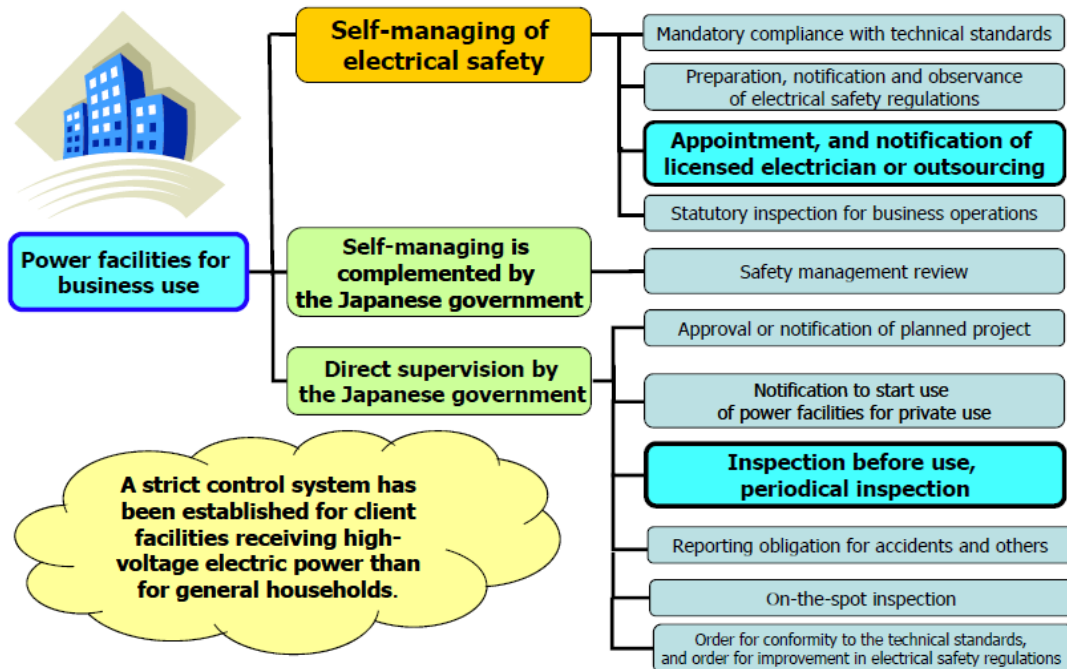 Self-managing of
electrical safety
Mandatory compliance with technical standards
Preparation, notification and observance
of electrical safety regulations
Appointment, and notification of
licensed electrician or outsourcing
Statutory inspection for business operations
Power facilities for
business use
Self-managing is
complemented by
the Japanese government
Safety management review
Direct supervision by
the Japanese government
Approval or notification of planned project
Notification to start use
of power facilities for private use
Inspection before use,
periodical inspection
Reporting obligation for accidents and others
On-the-spot inspection
Order for conformity to the technical standards,
and order for improvement in electrical safety regulations
A strict control system has
been established for client
facilities receiving high-
voltage electric power than
for general households.